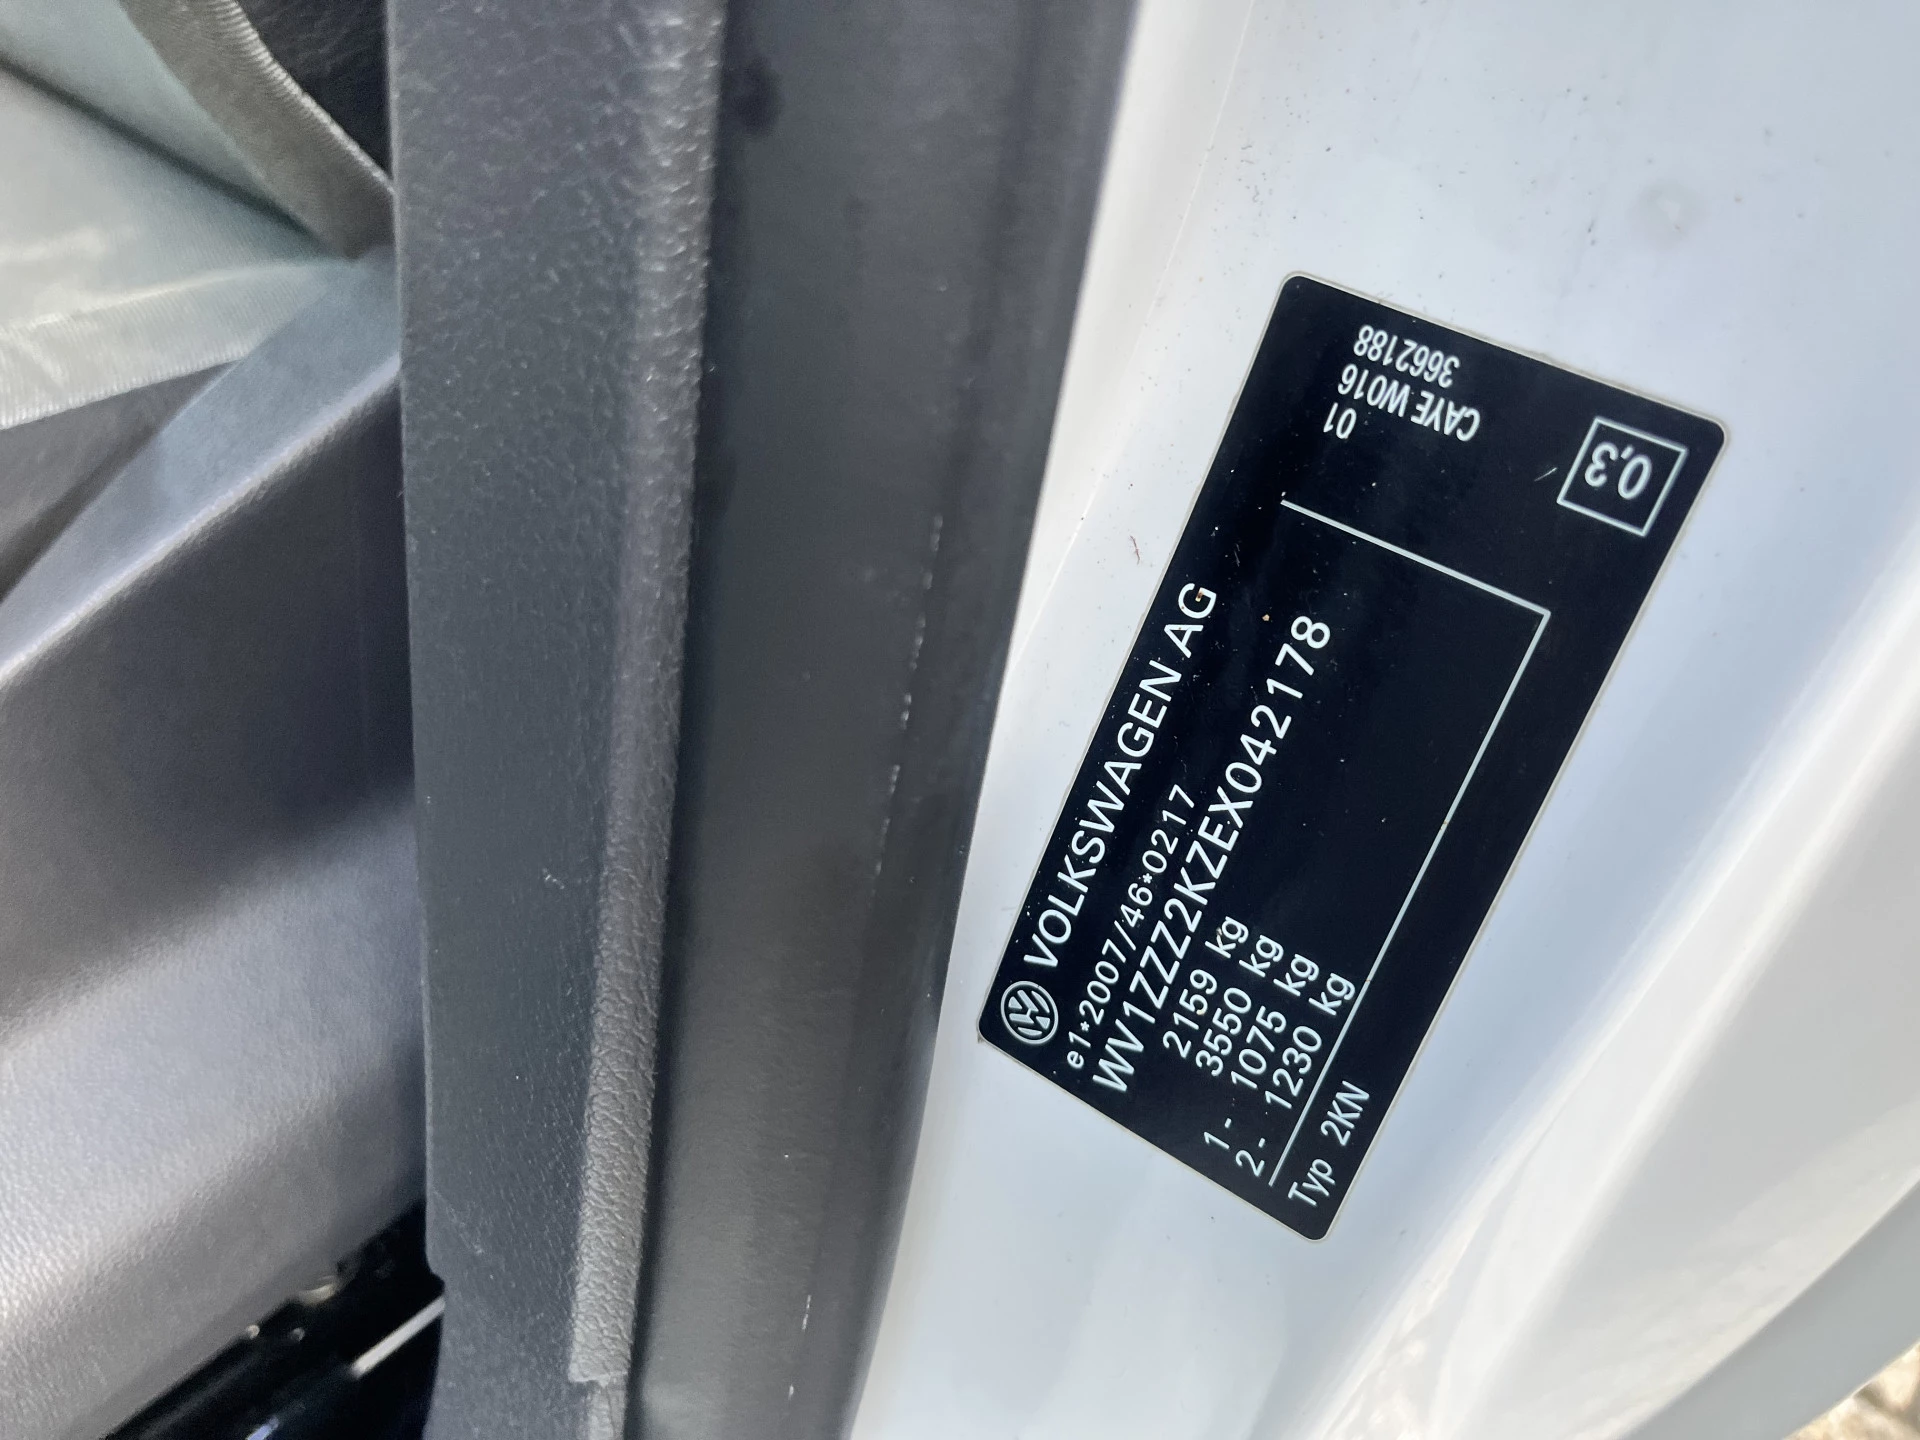 VOLKSWAGEN AG
e1*2007/46*0217
WV1ZZZ2KZEX042178
2159 kg
3550 kg
1- 1075 kg
2- 1230 kg
Typ 2KN
01
CAYE W016
3662188
0,3